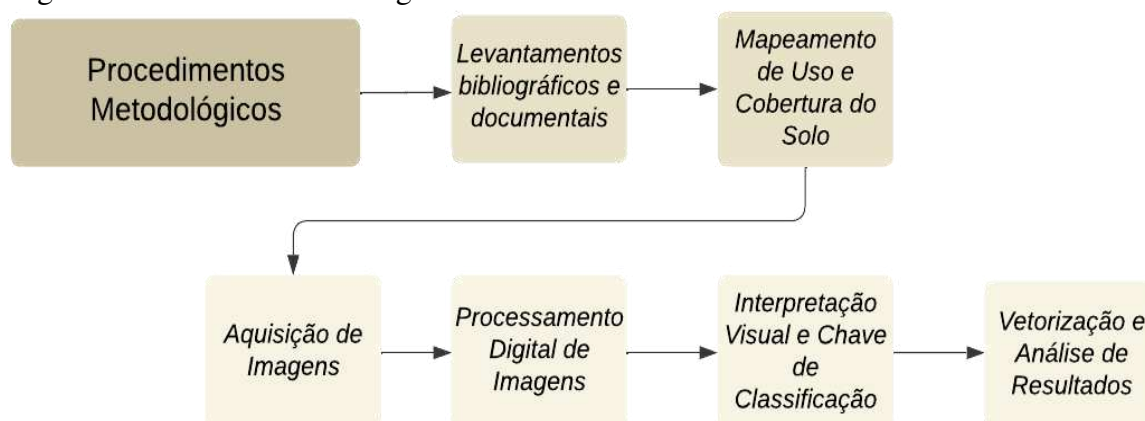 Procedimentos
Metodológicos
Levantamentos
bibliográficos e
documentais
Mapeamento
de Uso e
Cobertura do
Solo
Aquisição de
Imagens
Processamento
Digital de
Imagens
Interpretação
Visual e Chave
de
Classificação
Vetorização e
Análise de
Resultados